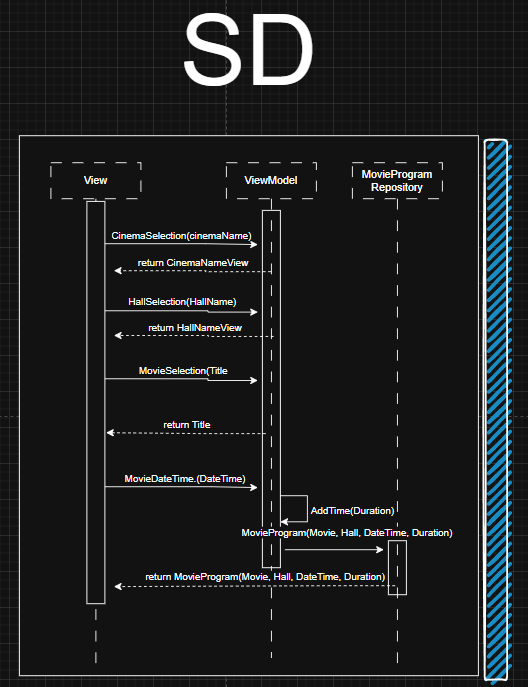 SD
View
ViewModel
MovieProgram
Repository
CinemaSelection(cinemaName)
return CinemaNameView
HallSelection(HallName)
return HallNameView
MovieSelection(Title
return Title
MovieDateTime.(DateTime)
AddTime(Duration)
MovieProgram(Movie, Hall, DateTime, Duration)
return MovieProgram(Movie, Hall, DateTime, Duration)